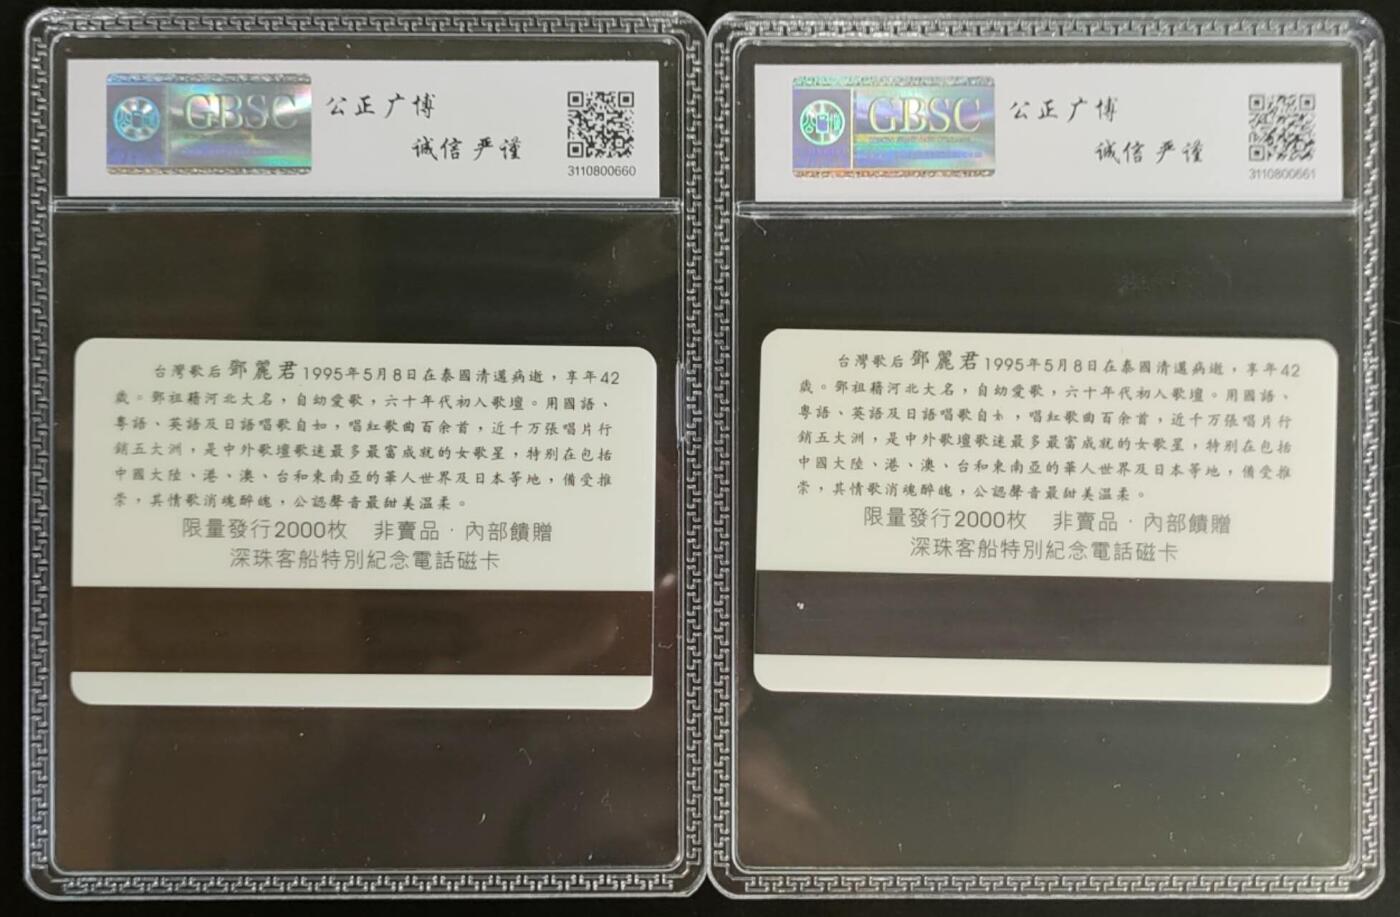 GBSC
公正广博
诚信严谨
3110800660
台灣歌后鄧麗君1995年5月8日在泰國清邁病逝，享年42
歲。鄧祖籍河北大名，自幼愛歌，六十年代初入歌壇。用國語、
粵語、英語及日語唱歌自如，唱紅歌曲百余首，近千万張唱片行
銷五大洲，是中外歌壇歌迷最多最富成就的女歌星，特別在包括
中國大陸、港、澳、台和東南亞的華人世界及日本等地，備受推
崇，其情歌消魂醉魄，公認聲音最甜美温柔。
限量發行2000枚 非賣品·內部饋贈
深珠客船特別紀念電話磁卡
GBSC
公正广博
诚信严谨
3110800661
台灣歌后鄧麗君1995年5月8日在泰國清邁病逝，享年42
歲。鄧祖籍河北大名，自幼愛歌，六十年代初入歌壇。用國語、
粵語、英語及日語唱歌自如，唱紅歌曲百余首，近千万張唱片行
銷五大洲，是中外歌壇歌迷最多最富成就的女歌星，特別在包括
中國大陸、港、澳、台和東南亞的華人世界及日本等地，備受推
崇，其情歌消魂醉魄，公認聲音最甜美温柔。
限量發行2000枚 非賣品·內部饋贈
深珠客船特別紀念電話磁卡